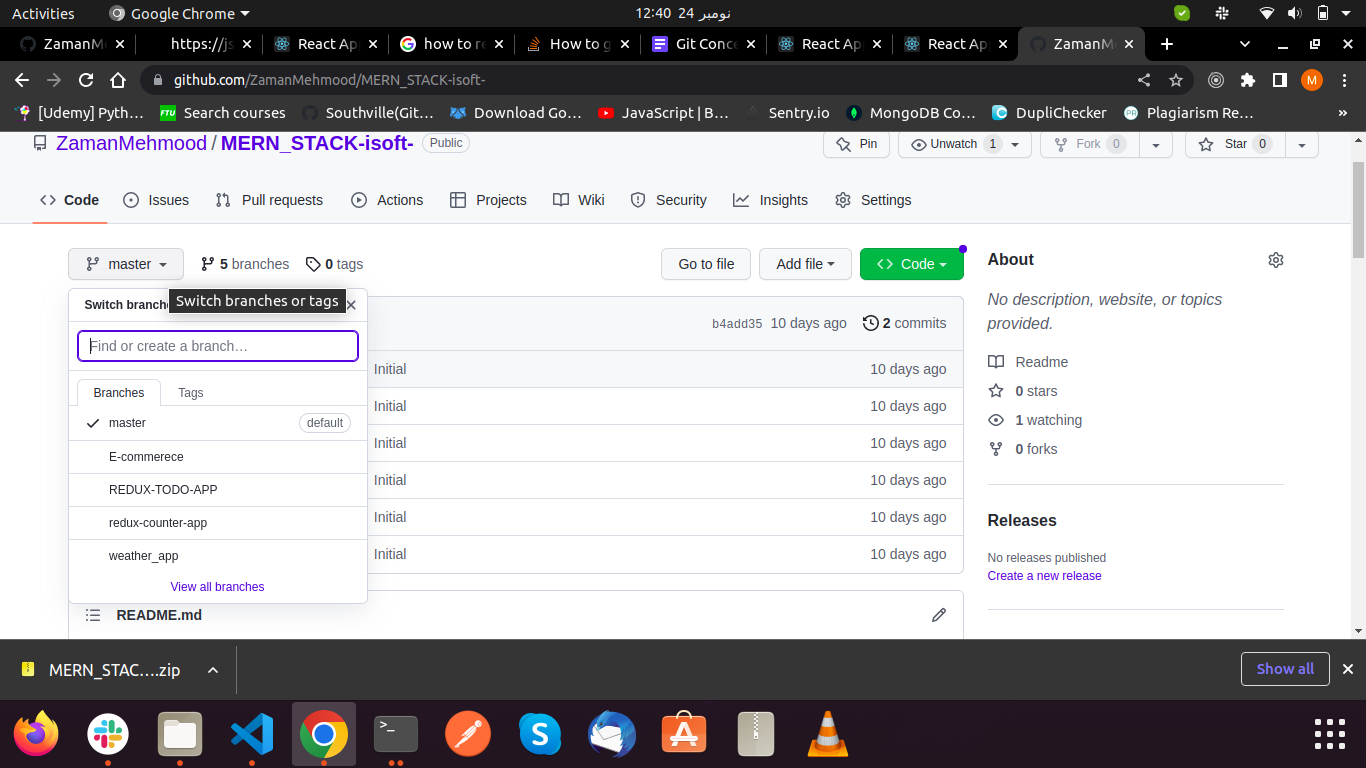 Activities
Google Chrome
12:40 24 نومبر
ZamanM
https://js
React App
how to re
How to g
Git Conce
React App
React App
ZamanM
github.com/ZamanMehmood/MERN_STACK-isoft-
M
[Udemy] Pyth…
FTU Search courses
Southville(Git…
Download Go…
JavaScript | B…
Sentry.io
MongoDB Co…
DupliChecker
PR Plagiarism Re…
»
ZamanMehmood / MERN_STACK-isoft- Public
Pin
Unwatch 1
Fork 0
Star 0
Code
Issues
Pull requests
Actions
Projects
Wiki
Security
Insights
Settings
master
5 branches
0 tags
Go to file
Add file
<> Code
Switch branche
Switch branches or tags
Find or create a branch…
Branches
Tags
master default
E-commerece
REDUX-TODO-APP
redux-counter-app
weather_app
View all branches
b4add35 10 days ago 2 commits
Initial 10 days ago
Initial 10 days ago
Initial 10 days ago
Initial 10 days ago
Initial 10 days ago
Initial 10 days ago
README.md
About
No description, website, or topics
provided.
Readme
0 stars
1 watching
0 forks
Releases
No releases published
Create a new release
MERN_STAC….zip
Show all